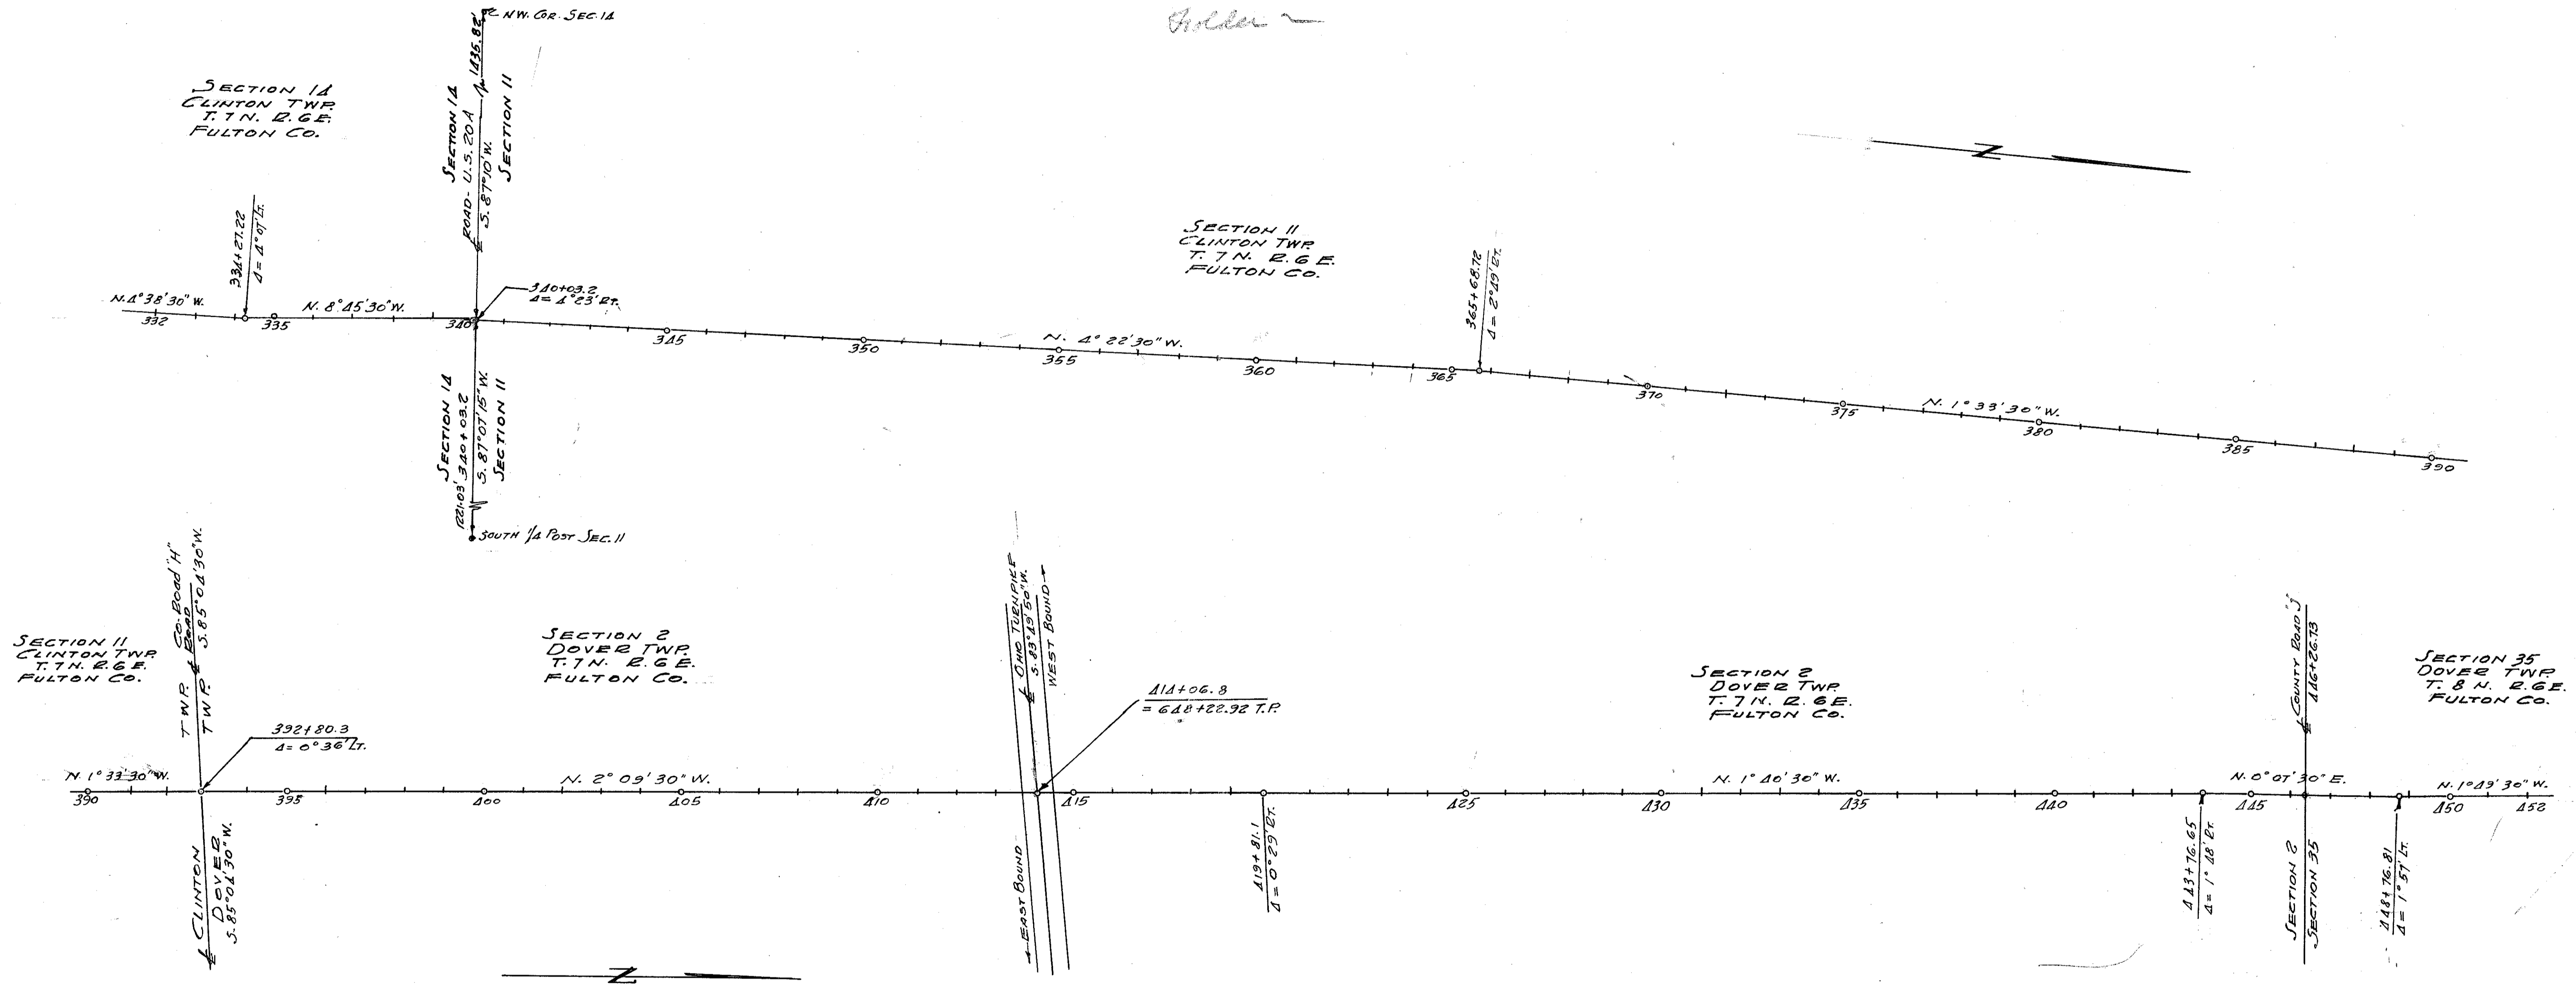 Folder
NW. COR. SEC. 14
1435.82'
SECTION 14
CLINTON TWP.
T. 7 N. R. 6 E.
FULTON CO.
SECTION 14
ROAD - U.S. 20A
S. 87°10' W.
SECTION 11
334+27.22
Δ= 4°07' LT.
SECTION 11
CLINTON TWP.
T. 7 N. R. 6 E.
FULTON CO.
365+68.72
Δ= 2°49' RT.
N. 4°38'30" W.
N. 8°45'30" W.
340+03.2
Δ= 4°23' RT.
N. 4°22'30" W.
N. 1°33'30" W.
332
335
340
345
350
355
360
365
370
375
380
385
390
SECTION 14
1221.03' 340+03.2
S. 87°07'15" W.
SECTION 11
SOUTH 1/4 POST SEC. 11
SECTION 11
CLINTON TWP.
T. 7 N. R. 6 E.
FULTON CO.
CO. ROAD "H"
TWP. ROAD
TWP. S. 85°04'30" W.
SECTION 2
DOVER TWP.
T. 7 N. R. 6 E.
FULTON CO.
OHIO TURNPIKE
S. 83°49'50" W.
WEST BOUND
SECTION 2
DOVER TWP.
T. 7 N. R. 6 E.
FULTON CO.
COUNTY ROAD "J"
446+26.73
SECTION 35
DOVER TWP.
T. 8 N. R. 6 E.
FULTON CO.
392+80.3
Δ= 0°36' LT.
414+06.8
= 648+22.92 T.P.
N. 1°33'30" W.
N. 2°09'30" W.
N. 1°40'30" W.
N. 0°07'30" E.
N. 1°49'30" W.
390
395
400
405
410
415
425
430
435
440
445
450
452
CLINTON
DOVER
S. 85°04'30" W.
EAST BOUND
419+81.1
Δ= 0°29' RT.
443+76.65
Δ= 1°48' RT.
SECTION 2
SECTION 35
448+76.81
Δ= 1°57' LT.
N
N